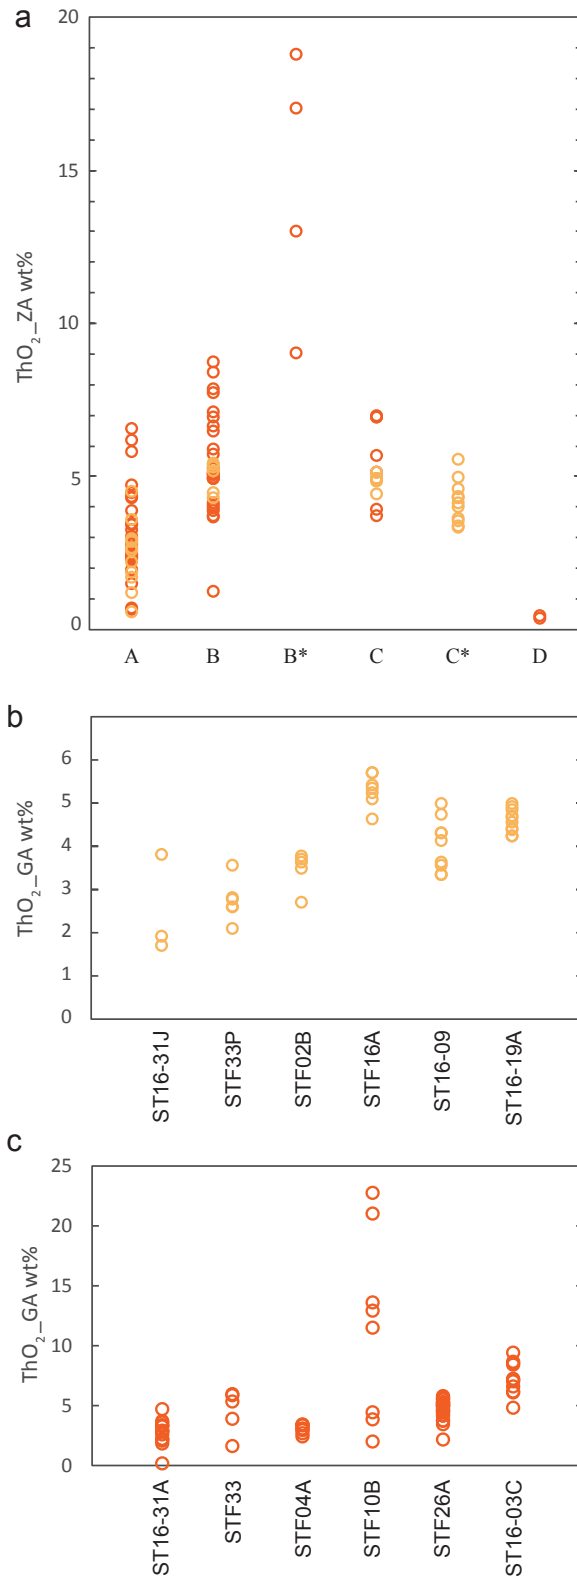 a
20
15
10
5
0
ThO₂_ZA wt%
A B B* C C* D
b
6
5
4
3
2
1
0
ThO₂_GA wt%
ST16-31J STF33P STF02B STF16A ST16-09 ST16-19A
c
25
20
15
10
5
0
ThO₂_GA wt%
ST16-31A STF33 STF04A STF10B STF26A ST16-03C